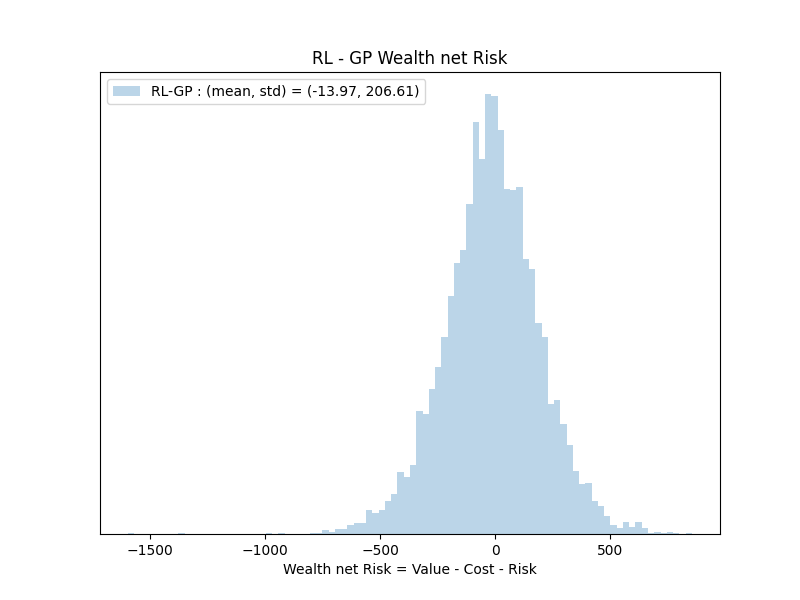 RL - GP Wealth net Risk
RL-GP : (mean, std) = (-13.97, 206.61)
−1500 −1000 −500 0 500
Wealth net Risk = Value - Cost - Risk